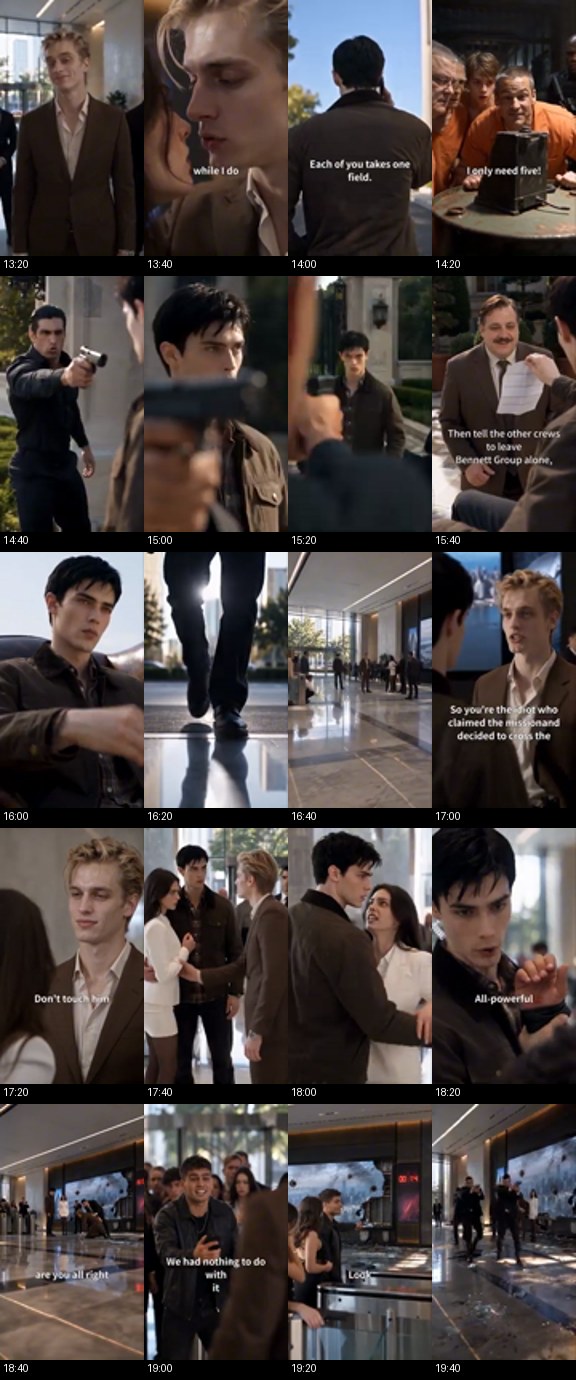 13:20
while I do
13:40
Each of you takes one
field.
14:00
I only need five!
14:20
14:40
15:00
15:20
Then tell the other crews
to leave
Bennett Group alone,
15:40
16:00
16:20
16:40
So you're the idiot who
claimed the missionand
decided to cross the
17:00
Don't touch him
17:20
17:40
18:00
All-powerful
18:20
are you all right
18:40
We had nothing to do
with
it
19:00
Look
19:20
19:40